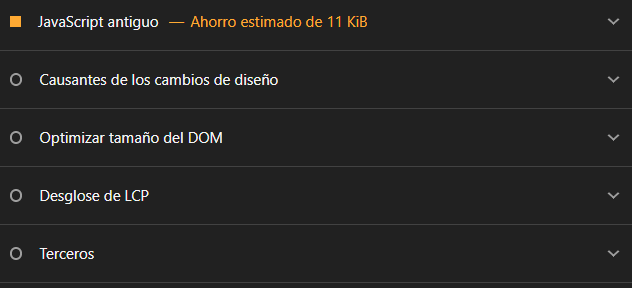 JavaScript antiguo — Ahorro estimado de 11 KiB
Causantes de los cambios de diseño
Optimizar tamaño del DOM
Desglose de LCP
Terceros